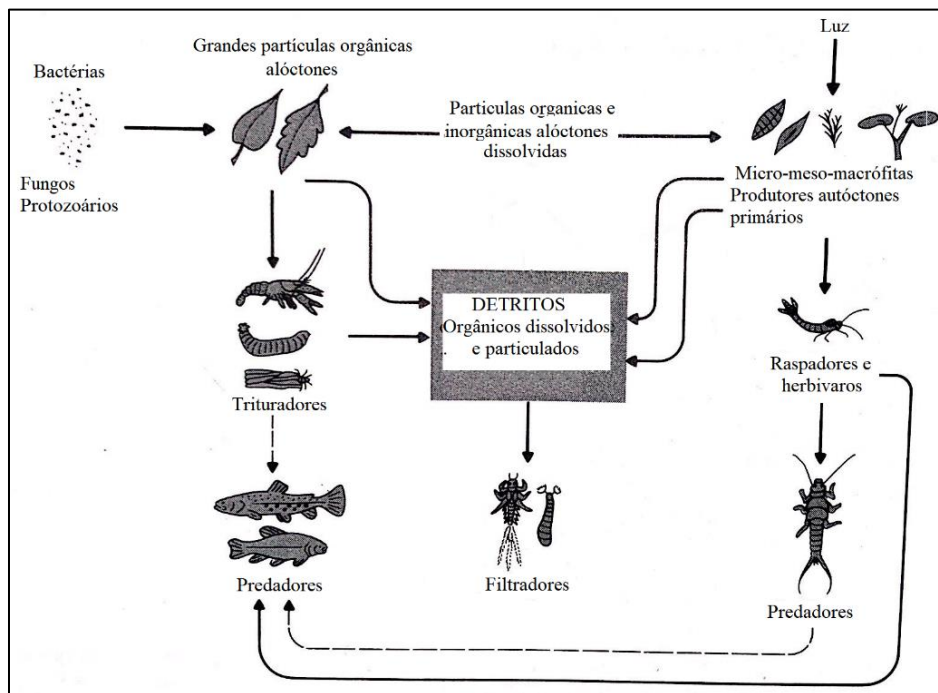 Luz
Grandes partículas orgânicas
alóctones
Bactérias
Particulas organicas e
inorgânicas alóctones
dissolvidas
Fungos
Protozoários
Micro-meso-macrófitas
Produtores autóctones
primários
DETRITOS
(Orgânicos dissolvidos
e particulados
Raspadores e
herbivaros
Trituradores
Predadores
Filtradores
Predadores